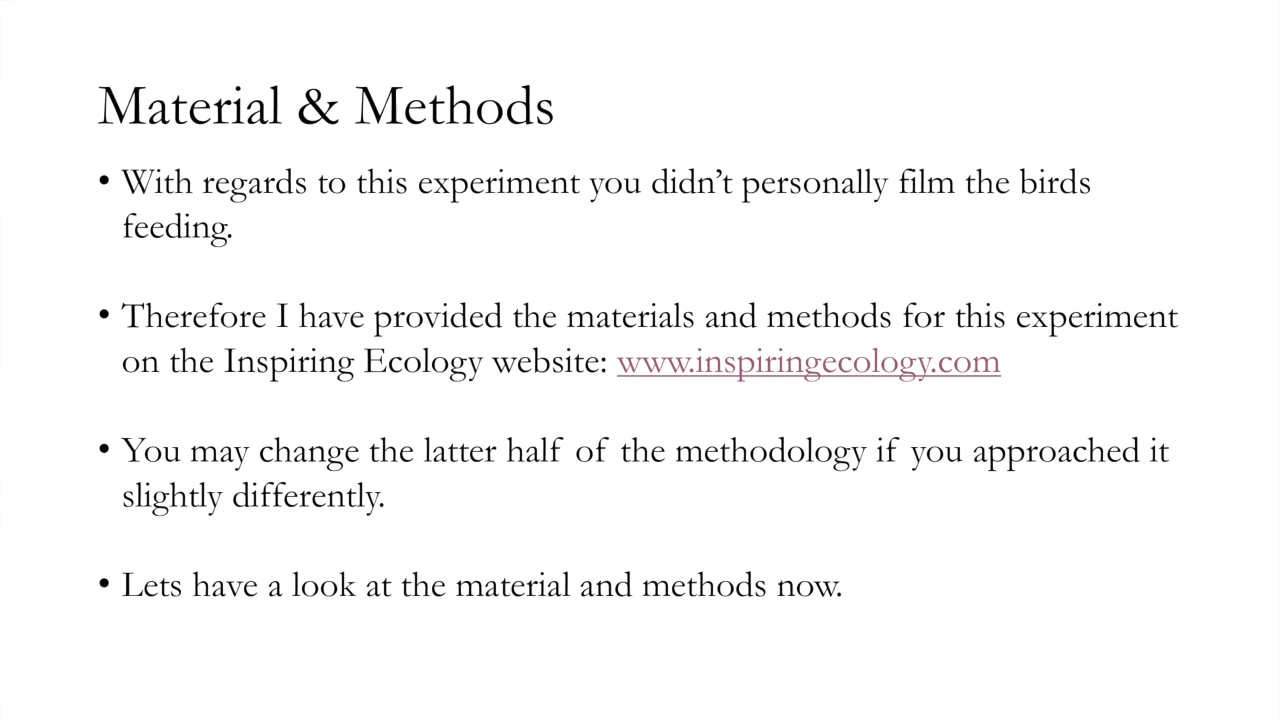 Material & Methods
• With regards to this experiment you didn’t personally film the birds
feeding.
• Therefore I have provided the materials and methods for this experiment
on the Inspiring Ecology website: www.inspiringecology.com
• You may change the latter half of the methodology if you approached it
slightly differently.
• Lets have a look at the material and methods now.